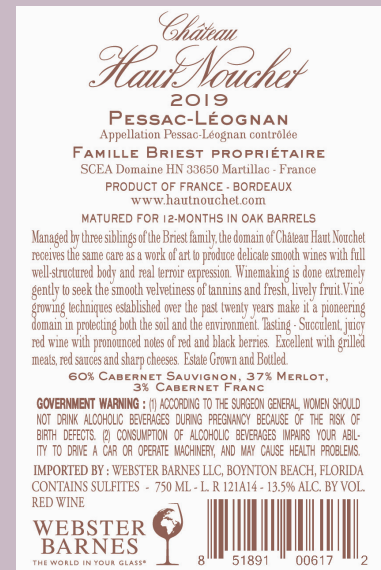 Château
Haut Nouchet
2019
PESSAC-LÉOGNAN
Appellation Pessac-Léognan contrôlée
FAMILLE BRIEST PROPRIÉTAIRE
SCEA Domaine HN 33650 Martillac - France
PRODUCT OF FRANCE - BORDEAUX
www.hautnouchet.com
MATURED FOR 12-MONTHS IN OAK BARRELS
Managed by three siblings of the Briest family, the domain of Château Haut Nouchet
receives the same care as a work of art to produce delicate smooth wines with full
well-structured body and real terroir expression. Winemaking is done extremely
gently to seek the smooth velvetiness of tannins and fresh, lively fruit.Vine
growing techniques established over the past twenty years make it a pioneering
domain in protecting both the soil and the environment. Tasting - Succulent, juicy
red wine with pronounced notes of red and black berries. Excellent with grilled
meats, red sauces and sharp cheeses. Estate Grown and Bottled.
60% CABERNET SAUVIGNON, 37% MERLOT,
3% CABERNET FRANC
GOVERNMENT WARNING : (1) ACCORDING TO THE SURGEON GENERAL, WOMEN SHOULD
NOT DRINK ALCOHOLIC BEVERAGES DURING PREGNANCY BECAUSE OF THE RISK OF
BIRTH DEFECTS. (2) CONSUMPTION OF ALCOHOLIC BEVERAGES IMPAIRS YOUR ABIL-
ITY TO DRIVE A CAR OR OPERATE MACHINERY, AND MAY CAUSE HEALTH PROBLEMS.
IMPORTED BY : WEBSTER BARNES LLC, BOYNTON BEACH, FLORIDA
CONTAINS SULFITES - 750 ML - L. R 121A14 - 13.5% ALC. BY VOL.
RED WINE
WEBSTER
BARNES
THE WORLD IN YOUR GLASS®
8 51891 00617 2